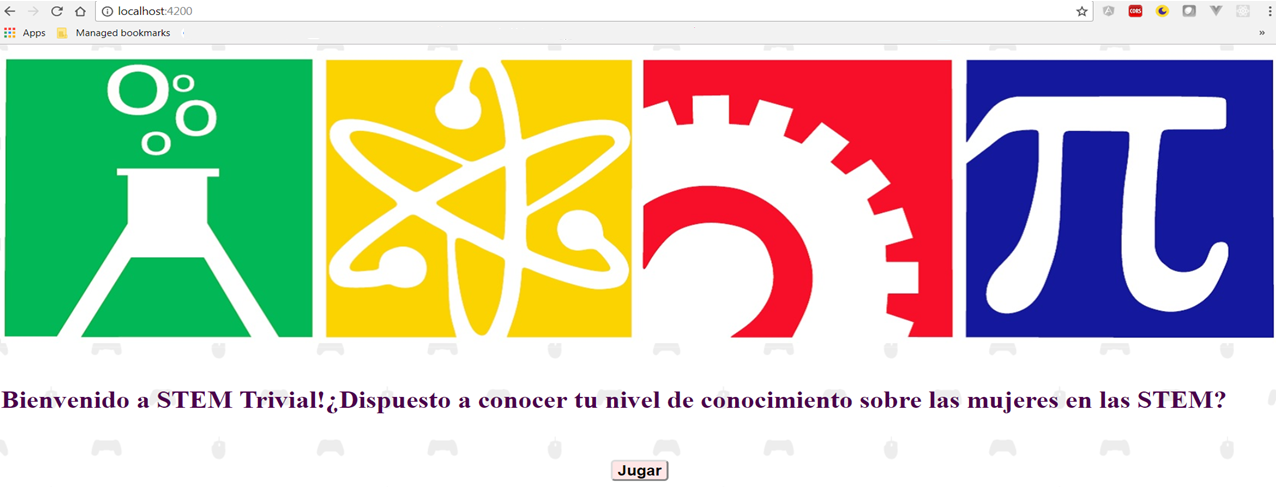 localhost:4200
CORS
Apps Managed bookmarks »
Bienvenido a STEM Trivial!¿Dispuesto a conocer tu nivel de conocimiento sobre las mujeres en las STEM?
Jugar